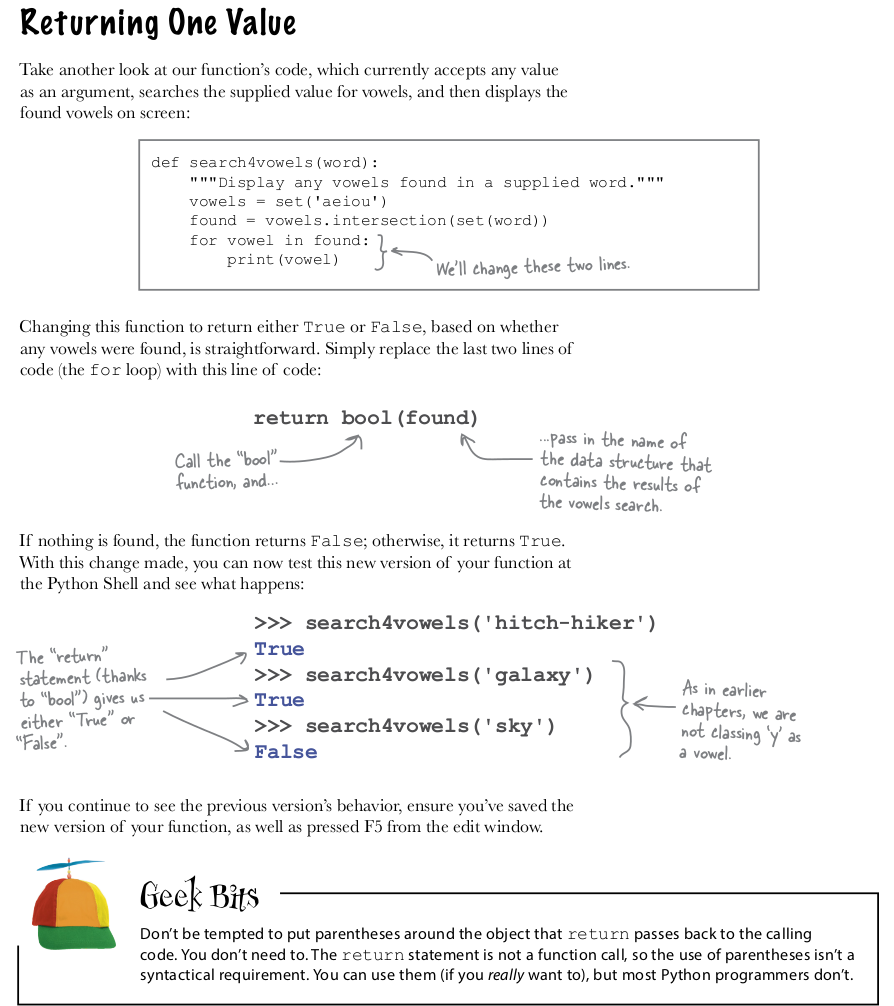 Returning One Value
Take another look at our function's code, which currently accepts any value
as an argument, searches the supplied value for vowels, and then displays the
found vowels on screen:
def search4vowels(word):
    """Display any vowels found in a supplied word."""
    vowels = set('aeiou')
    found = vowels.intersection(set(word))
    for vowel in found:
        print(vowel)
We'll change these two lines.
Changing this function to return either True or False, based on whether
any vowels were found, is straightforward. Simply replace the last two lines of
code (the for loop) with this line of code:
return bool(found)
Call the "bool"
function, and...
...pass in the name of
the data structure that
contains the results of
the vowels search.
If nothing is found, the function returns False; otherwise, it returns True.
With this change made, you can now test this new version of your function at
the Python Shell and see what happens:
>>> search4vowels('hitch-hiker')
True
>>> search4vowels('galaxy')
True
>>> search4vowels('sky')
False
The "return"
statement (thanks
to "bool") gives us
either "True" or
"False".
As in earlier
chapters, we are
not classing 'y' as
a vowel.
If you continue to see the previous version's behavior, ensure you've saved the
new version of your function, as well as pressed F5 from the edit window.
Geek Bits
Don't be tempted to put parentheses around the object that return passes back to the calling
code. You don't need to. The return statement is not a function call, so the use of parentheses isn't a
syntactical requirement. You can use them (if you really want to), but most Python programmers don't.